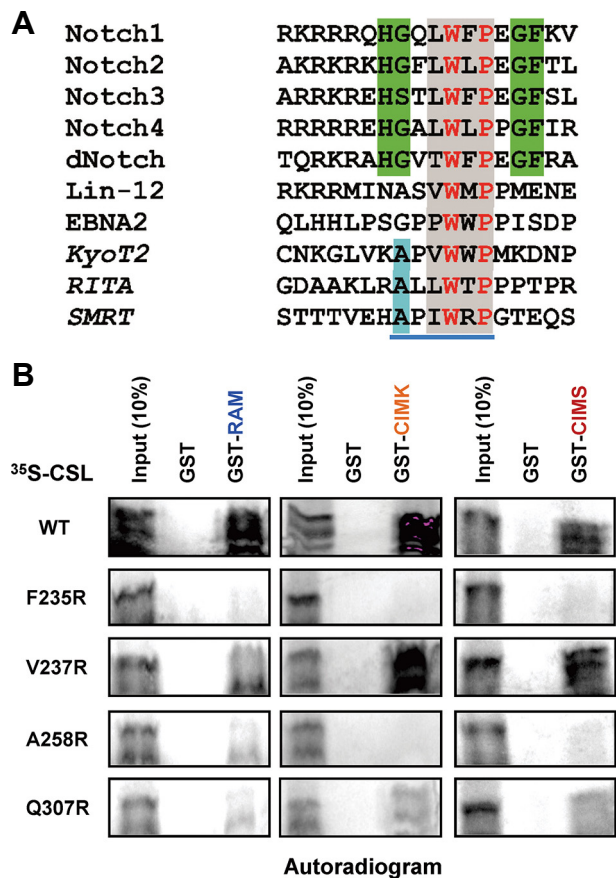 A
Notch1 RKRRRQHGQLWFPEGFKV
Notch2 AKRKRKHGFLWLPEGFTL
Notch3 ARRKREHSTLWFPEGFSL
Notch4 RRRRREHGALWLPPGFIR
dNotch TQRKRAHGVTWFPEGFRA
Lin-12 RKRRMINASVWMPPMENE
EBNA2 QLHHLPSGPPWWPPISDP
KyoT2 CNKGLVKAPVWWPMKDNP
RITA GDAAKLRALLWTPPPTPR
SMRT STTTVEHAPIWRPGTEQS
B
Input (10%) GST GST-RAM Input (10%) GST GST-CIMK Input (10%) GST GST-CIMS
³⁵S-CSL
WT
F235R
V237R
A258R
Q307R
Autoradiogram